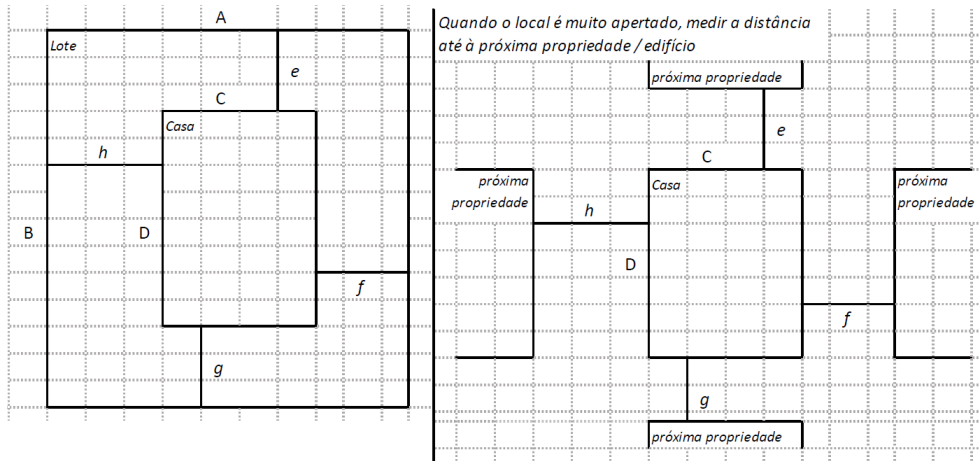 A
Lote
e
C
Casa
h
B
D
f
g
Quando o local é muito apertado, medir a distância
até à próxima propriedade / edifício
próxima propriedade
e
C
próxima
propriedade
Casa
próxima
propriedade
h
D
f
g
próxima propriedade